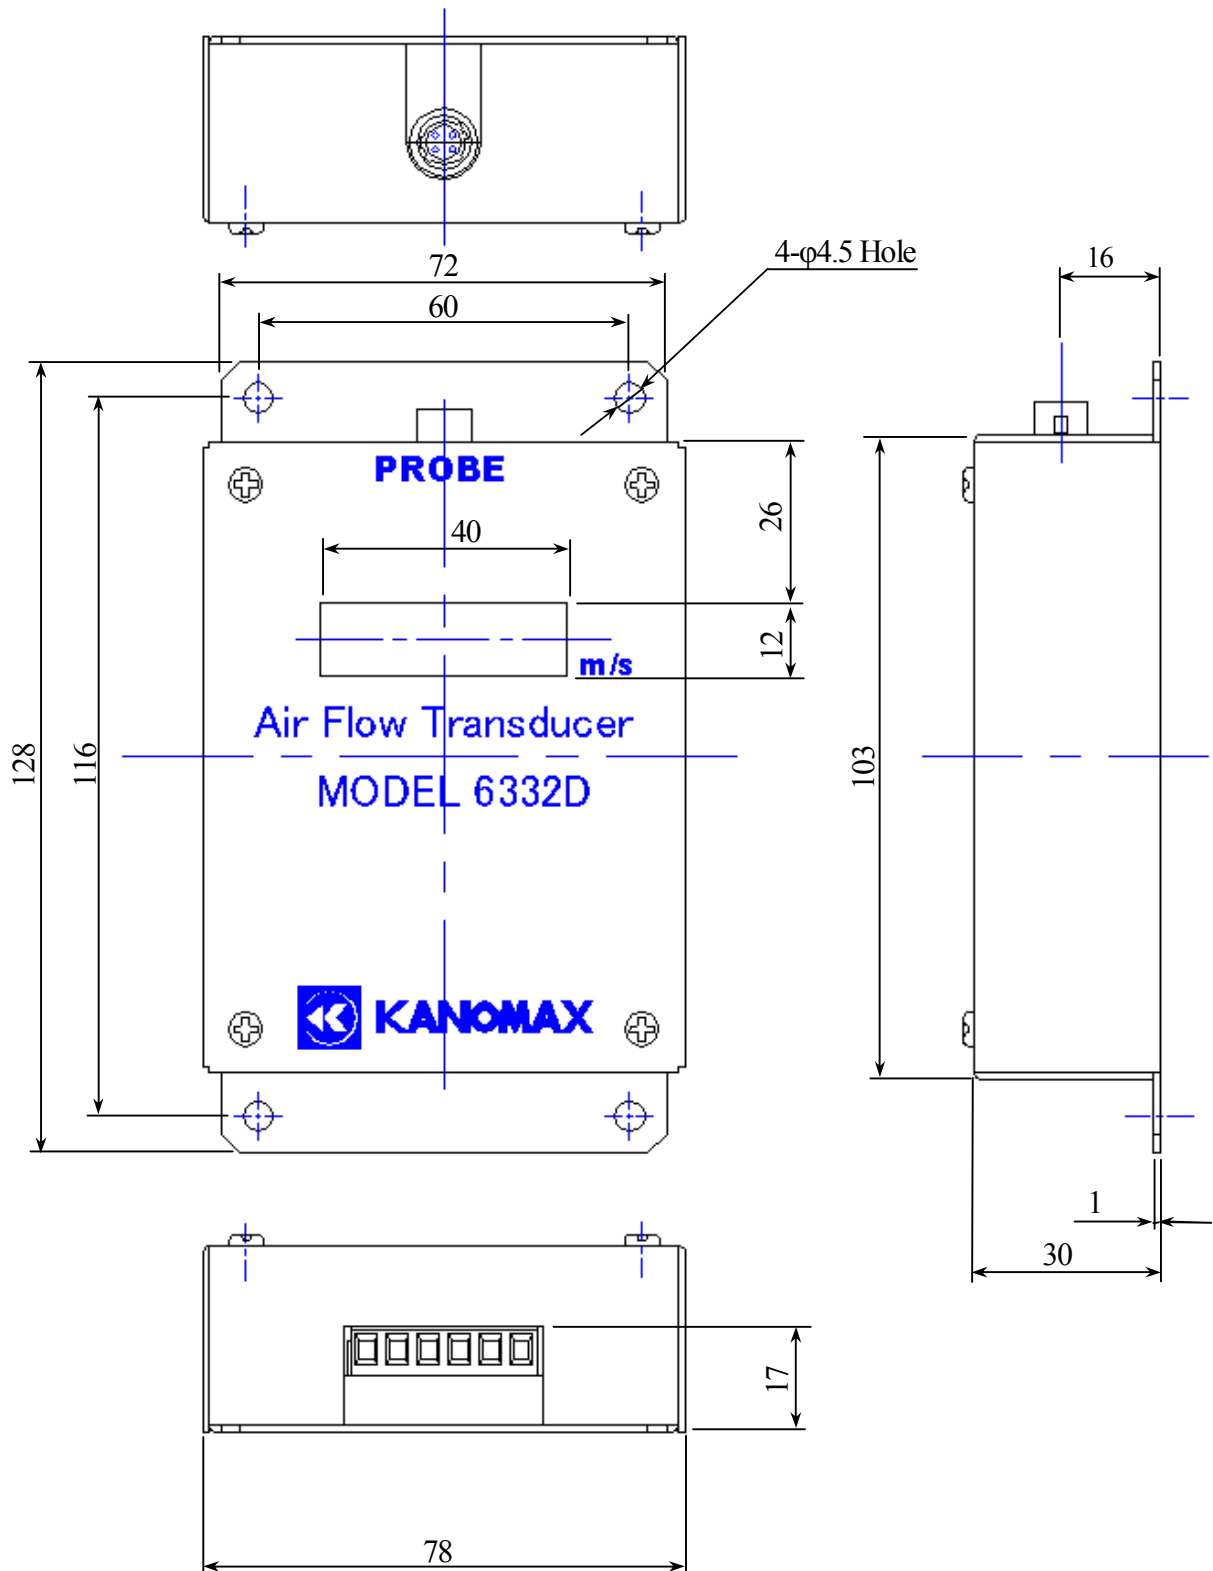 72
4-φ4.5 Hole
16
60
PROBE
26
40
12
m/s
Air Flow Transducer
128
116
103
MODEL 6332D
KANOMAX
1
30
17
78